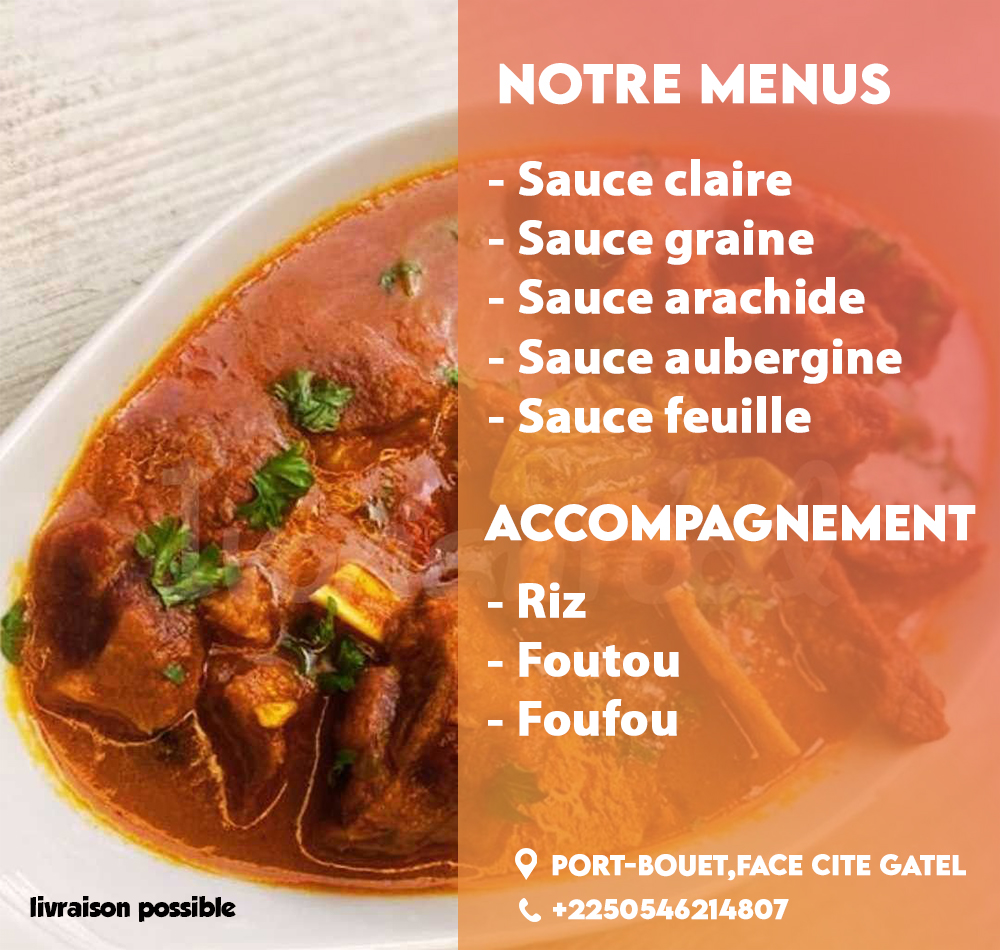 NOTRE MENUS
- Sauce claire
- Sauce graine
- Sauce arachide
- Sauce aubergine
- Sauce feuille
ACCOMPAGNEMENT
- Riz
- Foutou
- Foufou
PORT-BOUET,FACE CITE GATEL
+2250546214807
livraison possible